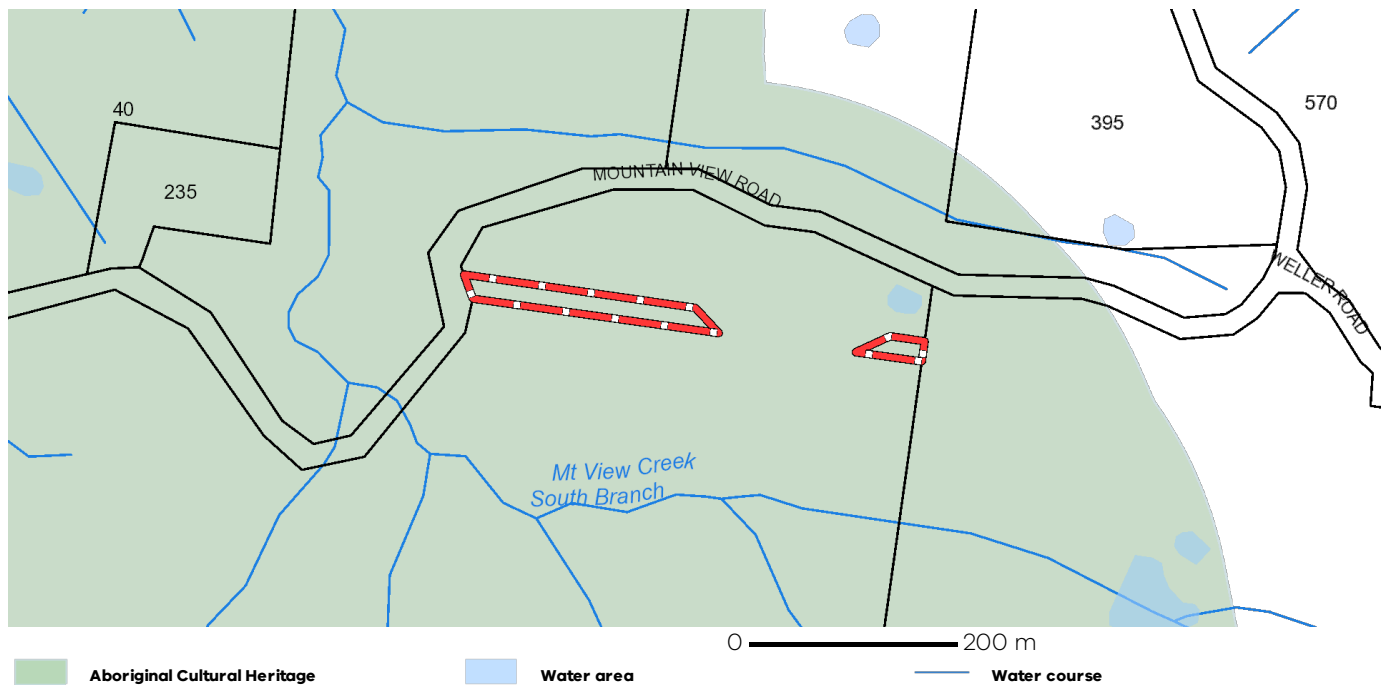 40
570
395
235
MOUNTAIN VIEW ROAD
WELLER ROAD
Mt View Creek
South Branch
0 200 m
Aboriginal Cultural Heritage
Water area
Water course